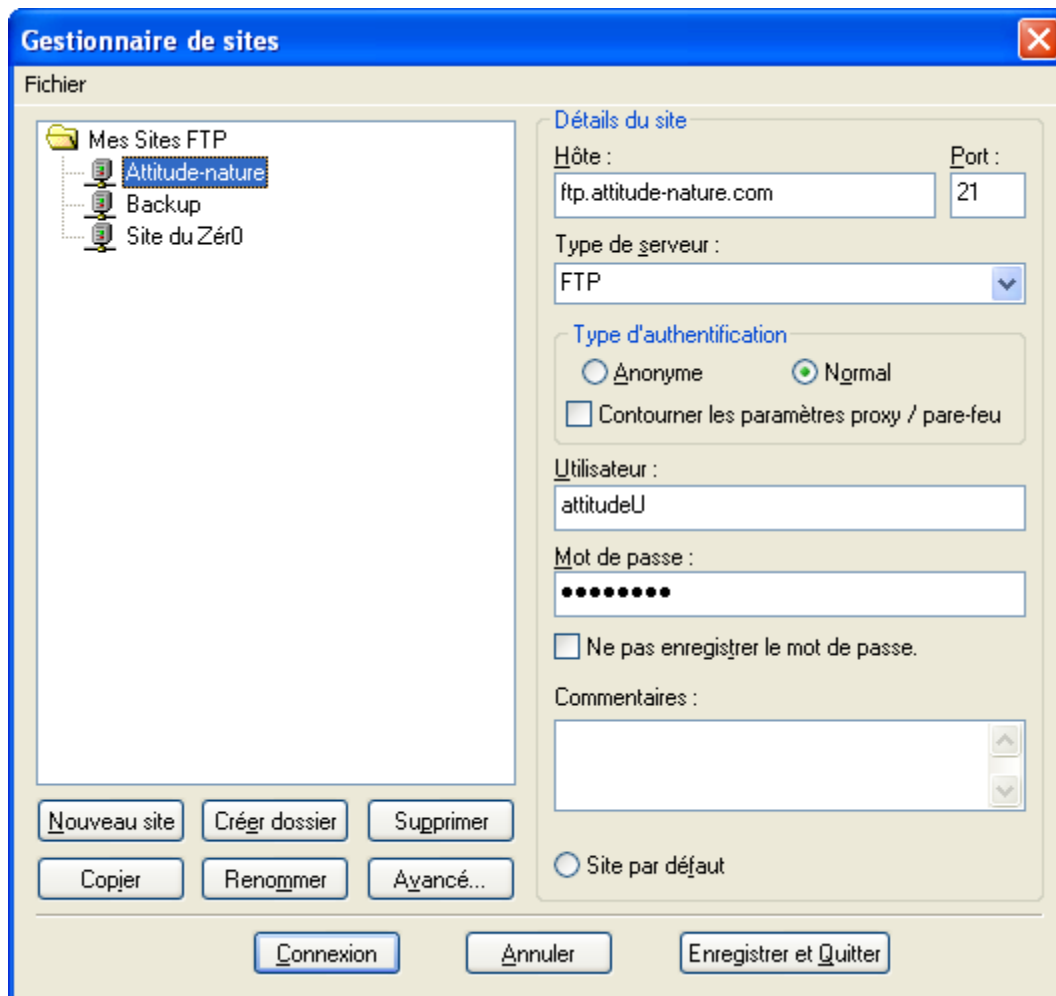 Gestionnaire de sites
Fichier
Mes Sites FTP
Attitude-nature
Backup
Site du Zér0
Nouveau site
Créer dossier
Supprimer
Copier
Renommer
Avancé...
Détails du site
Hôte :
Port :
ftp.attitude-nature.com
21
Type de serveur :
FTP
Type d'authentification
Anonyme
Normal
Contourner les paramètres proxy / pare-feu
Utilisateur :
attitudeU
Mot de passe :
●●●●●●●●
Ne pas enregistrer le mot de passe.
Commentaires :
Site par défaut
Connexion
Annuler
Enregistrer et Quitter